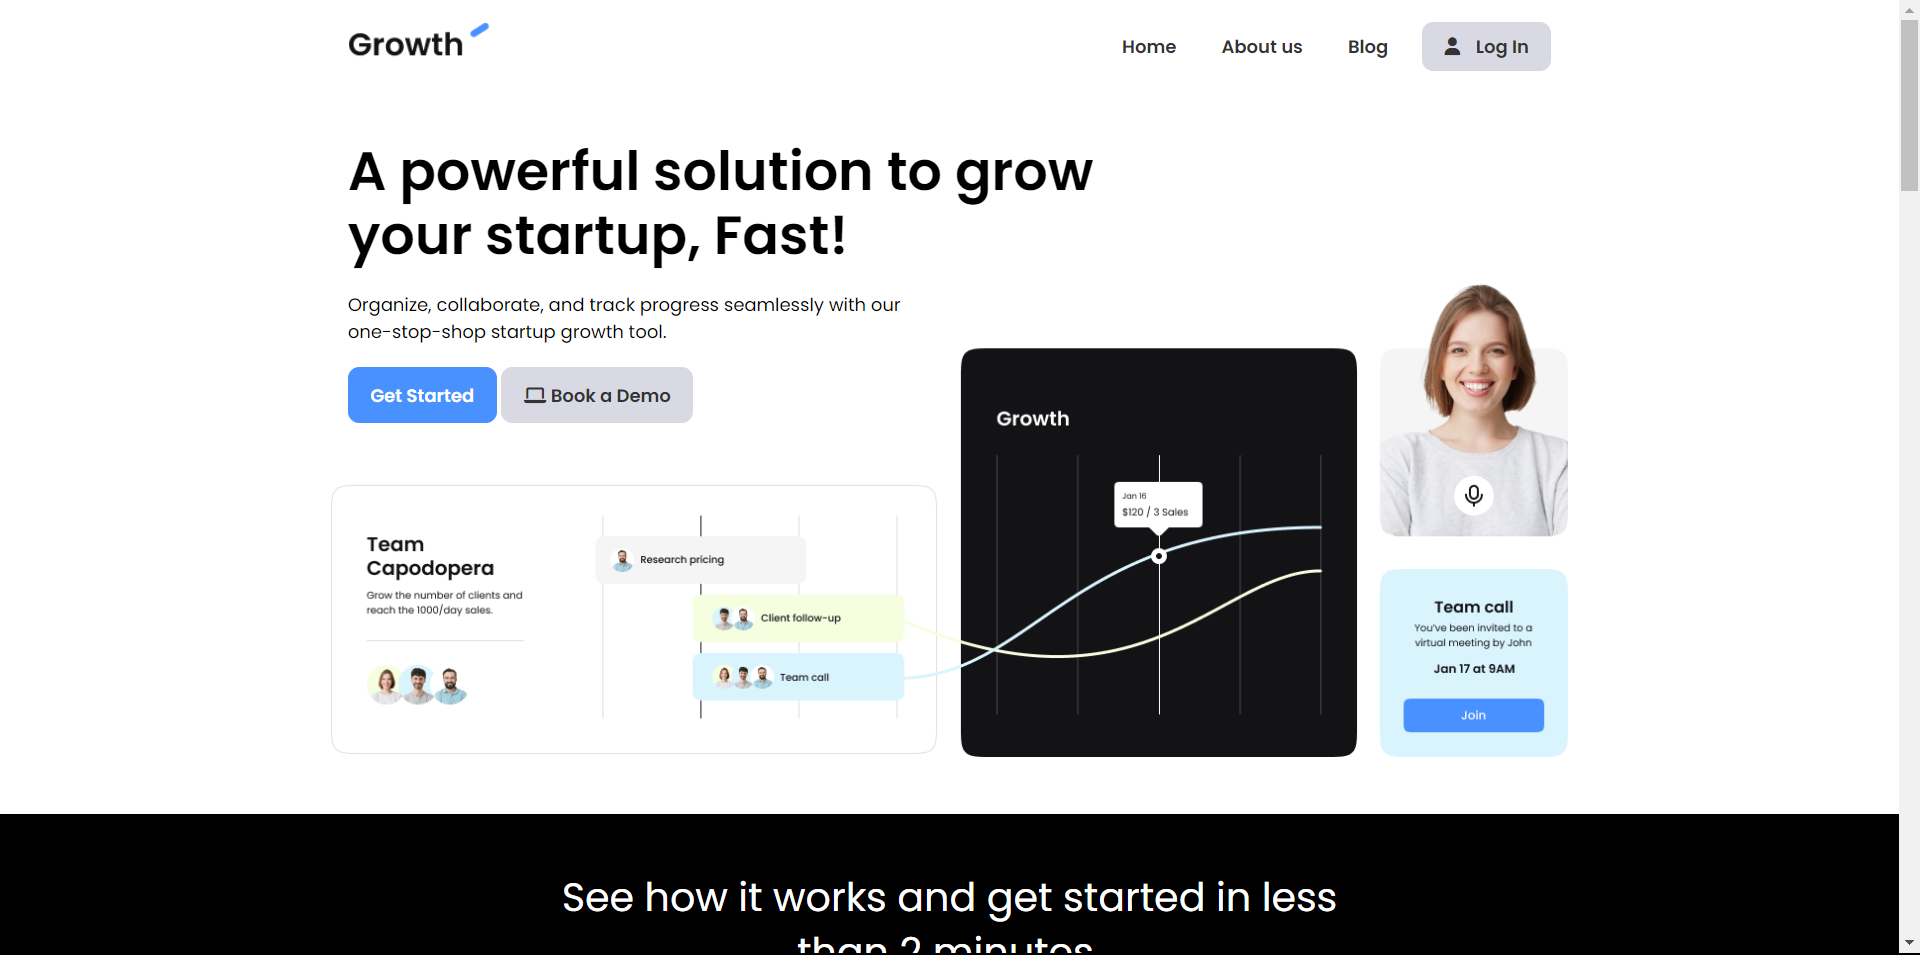 Growth
Home
About us
Blog
Log In
A powerful solution to grow
your startup, Fast!
Organize, collaborate, and track progress seamlessly with our
one-stop-shop startup growth tool.
Get Started
Book a Demo
Team
Capodopera
Grow the number of clients and
reach the 1000/day sales.
Research pricing
Client follow-up
Team call
Growth
Jan 16
$120 / 3 Sales
Team call
You've been invited to a
virtual meeting by John
Jan 17 at 9AM
Join
See how it works and get started in less
than 2 minutes